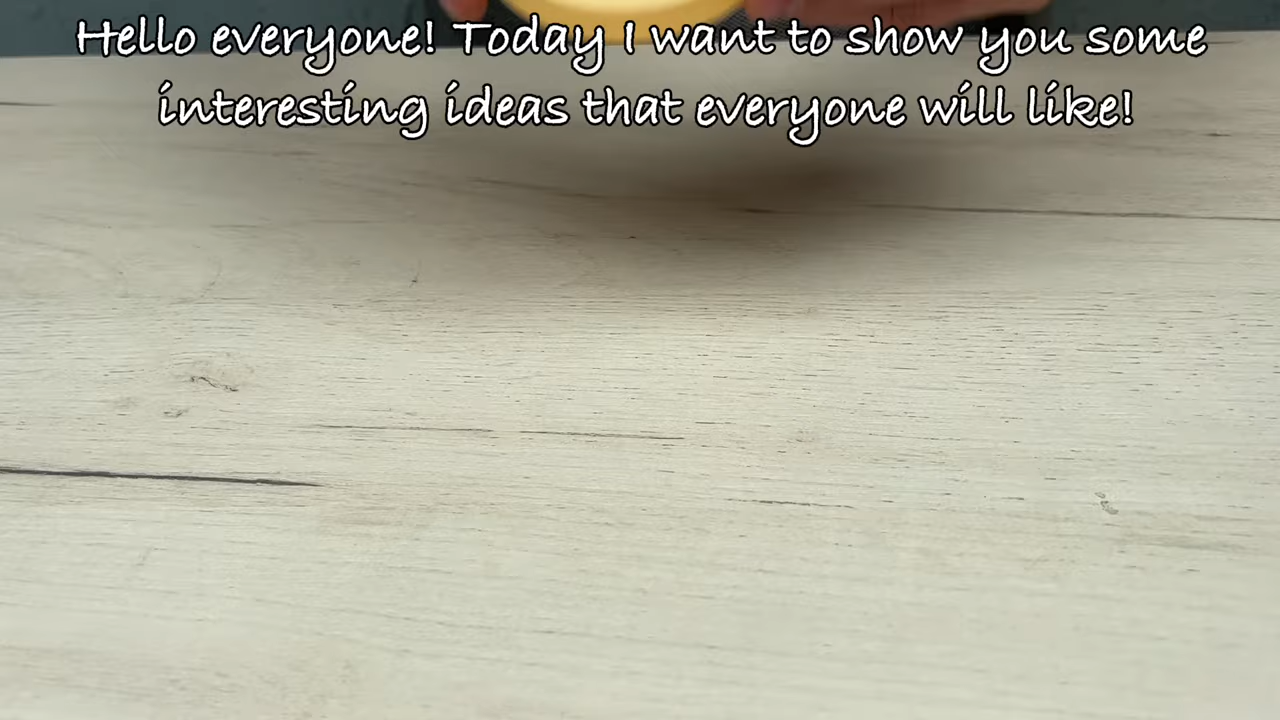 Hello everyone! Today I want to show you some
interesting ideas that everyone will like!